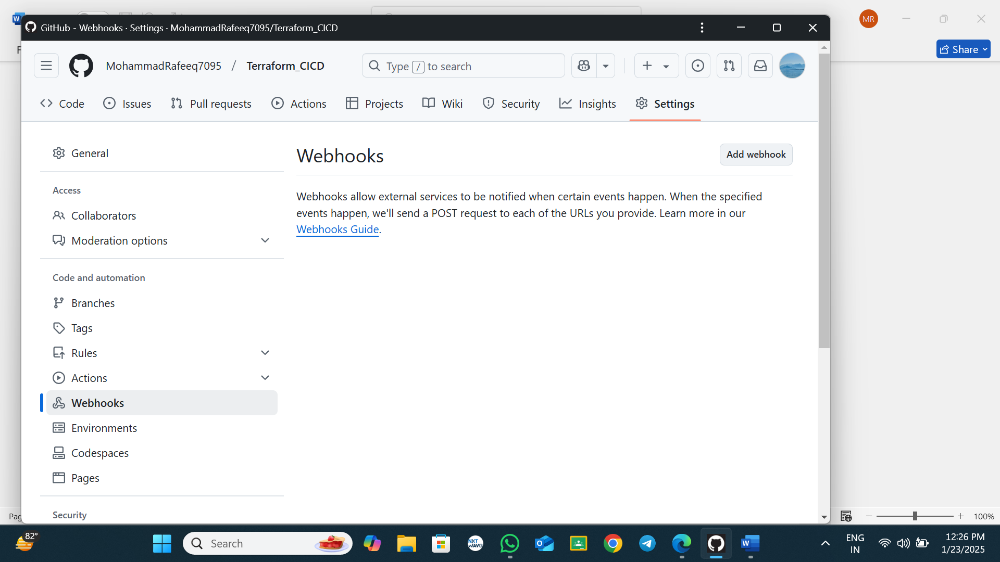 GitHub - Webhooks · Settings · MohammadRafeeq7095/Terraform_CICD
MR
Share
MohammadRafeeq7095 / Terraform_CICD
Type / to search
Code Issues Pull requests Actions Projects Wiki Security Insights Settings
General
Access
Collaborators
Moderation options
Code and automation
Branches
Tags
Rules
Actions
Webhooks
Environments
Codespaces
Pages
Security
Webhooks
Add webhook
Webhooks allow external services to be notified when certain events happen. When the specified
events happen, we'll send a POST request to each of the URLs you provide. Learn more in our
Webhooks Guide.
100%
82°
Search
NXT
WAVE
ENG
IN
12:26 PM
1/23/2025